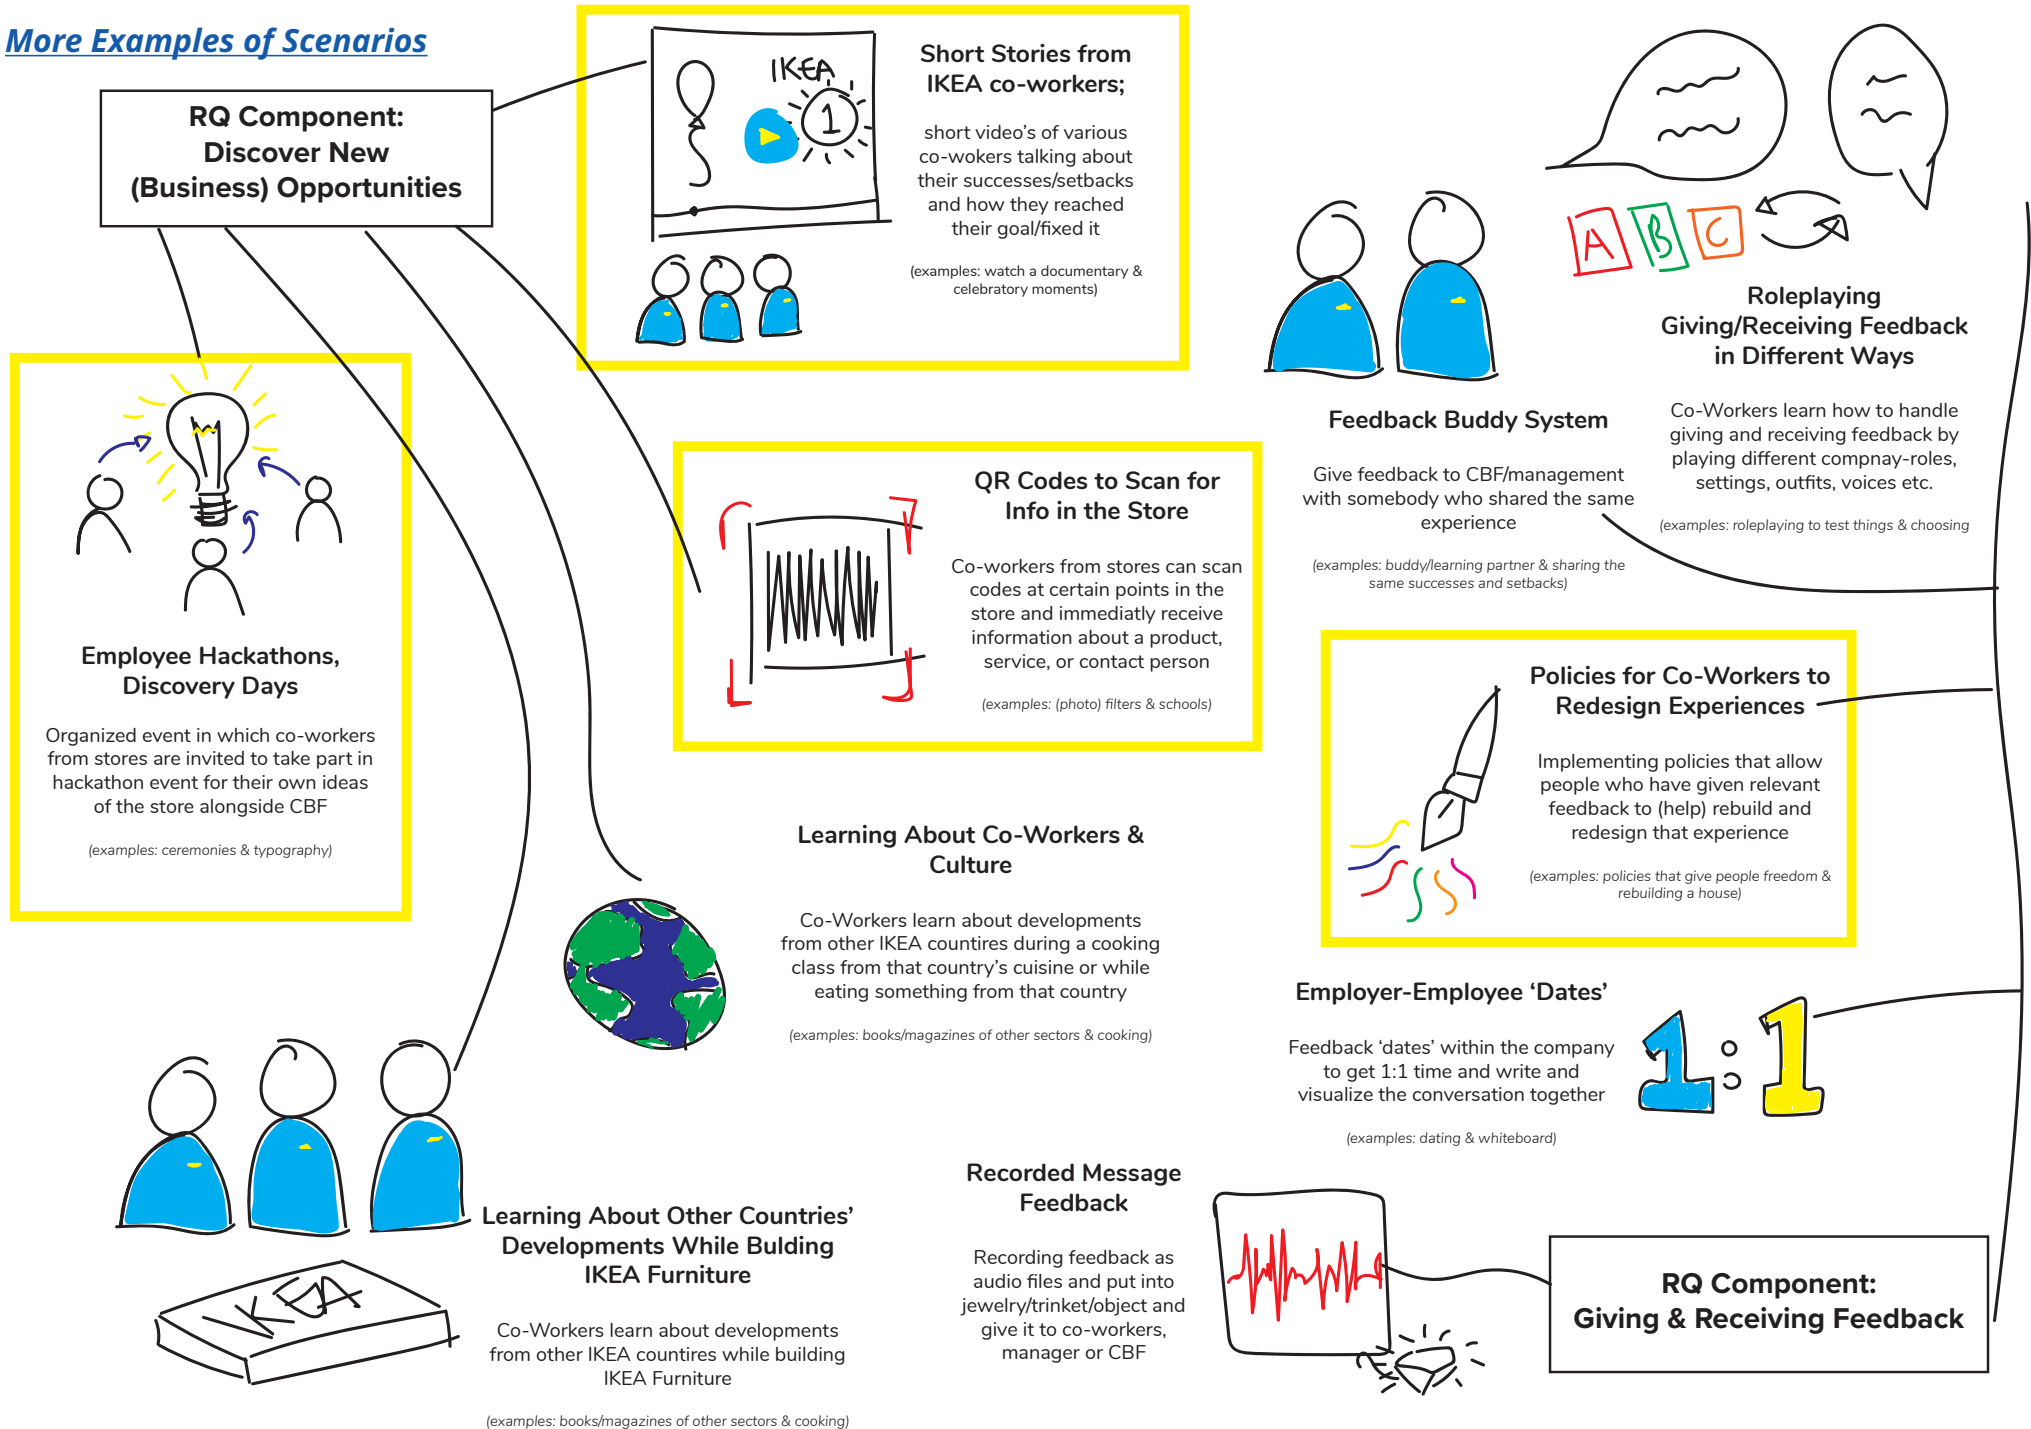 More Examples of Scenarios
RQ Component:
Discover New
(Business) Opportunities
IKEA
1
Short Stories from
IKEA co-workers;
short video's of various
co-wokers talking about
their successes/setbacks
and how they reached
their goal/fixed it
(examples: watch a documentary &
celebratory moments)
A B C
Roleplaying
Giving/Receiving Feedback
in Different Ways
Co-Workers learn how to handle
giving and receiving feedback by
playing different compnay-roles,
settings, outfits, voices etc.
(examples: roleplaying to test things & choosing
Feedback Buddy System
Give feedback to CBF/management
with somebody who shared the same
experience
(examples: buddy/learning partner & sharing the
same successes and setbacks)
QR Codes to Scan for
Info in the Store
Co-workers from stores can scan
codes at certain points in the
store and immediatly receive
information about a product,
service, or contact person
(examples: (photo) filters & schools)
Employee Hackathons,
Discovery Days
Organized event in which co-workers
from stores are invited to take part in
hackathon event for their own ideas
of the store alongside CBF
(examples: ceremonies & typography)
Policies for Co-Workers to
Redesign Experiences
Implementing policies that allow
people who have given relevant
feedback to (help) rebuild and
redesign that experience
(examples: policies that give people freedom &
rebuilding a house)
Learning About Co-Workers &
Culture
Co-Workers learn about developments
from other IKEA countires during a cooking
class from that country's cuisine or while
eating something from that country
(examples: books/magazines of other sectors & cooking)
Employer-Employee 'Dates'
Feedback 'dates' within the company
to get 1:1 time and write and
visualize the conversation together
(examples: dating & whiteboard)
1:1
Recorded Message
Feedback
Recording feedback as
audio files and put into
jewelry/trinket/object and
give it to co-workers,
manager or CBF
IKEA
Learning About Other Countries'
Developments While Bulding
IKEA Furniture
Co-Workers learn about developments
from other IKEA countires while building
IKEA Furniture
(examples: books/magazines of other sectors & cooking)
RQ Component:
Giving & Receiving Feedback